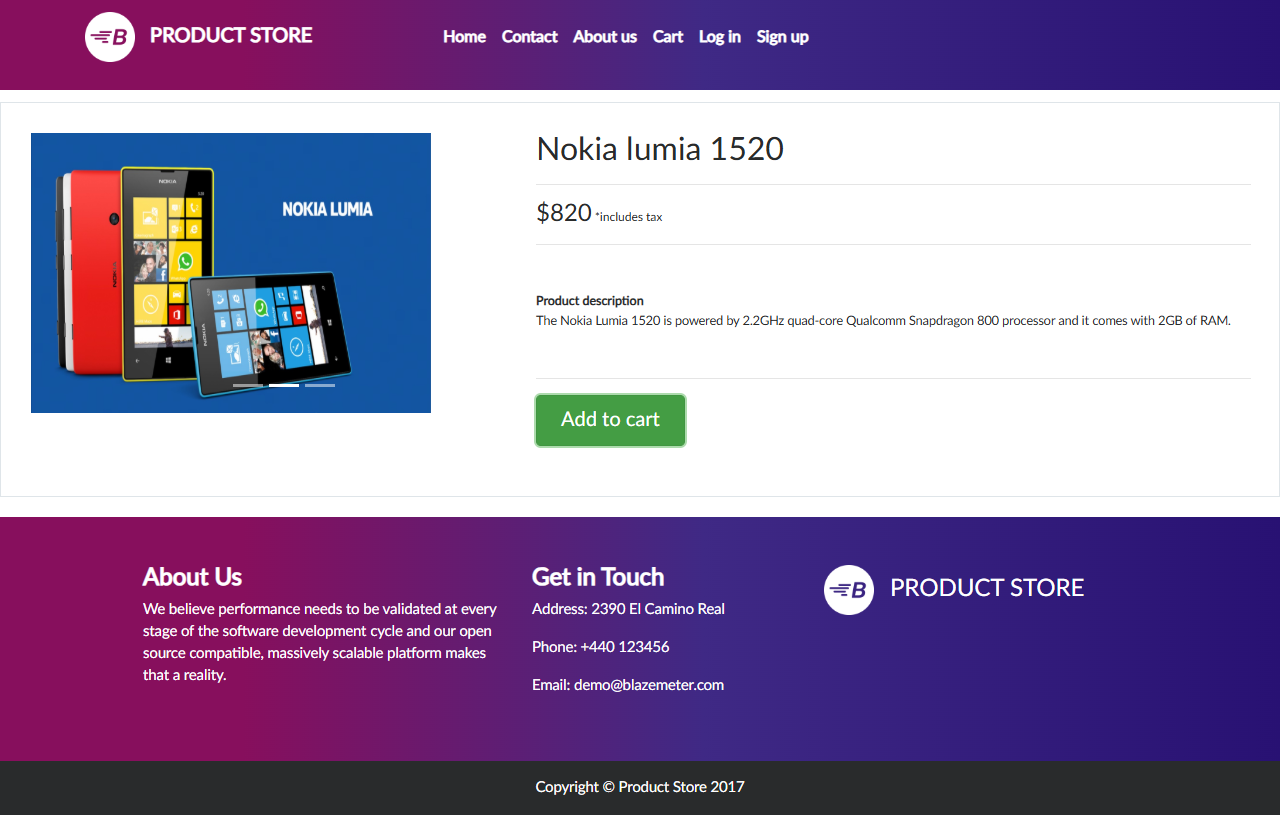 B PRODUCT STORE
Home Contact About us Cart Log in Sign up
NOKIA
NOKIA LUMIA
NOKIA
NOKIA
Nokia lumia 1520
$820 *includes tax
Product description
The Nokia Lumia 1520 is powered by 2.2GHz quad-core Qualcomm Snapdragon 800 processor and it comes with 2GB of RAM.
Add to cart
About Us
We believe performance needs to be validated at every
stage of the software development cycle and our open
source compatible, massively scalable platform makes
that a reality.
Get in Touch
Address: 2390 El Camino Real
Phone: +440 123456
Email: demo@blazemeter.com
B PRODUCT STORE
Copyright © Product Store 2017